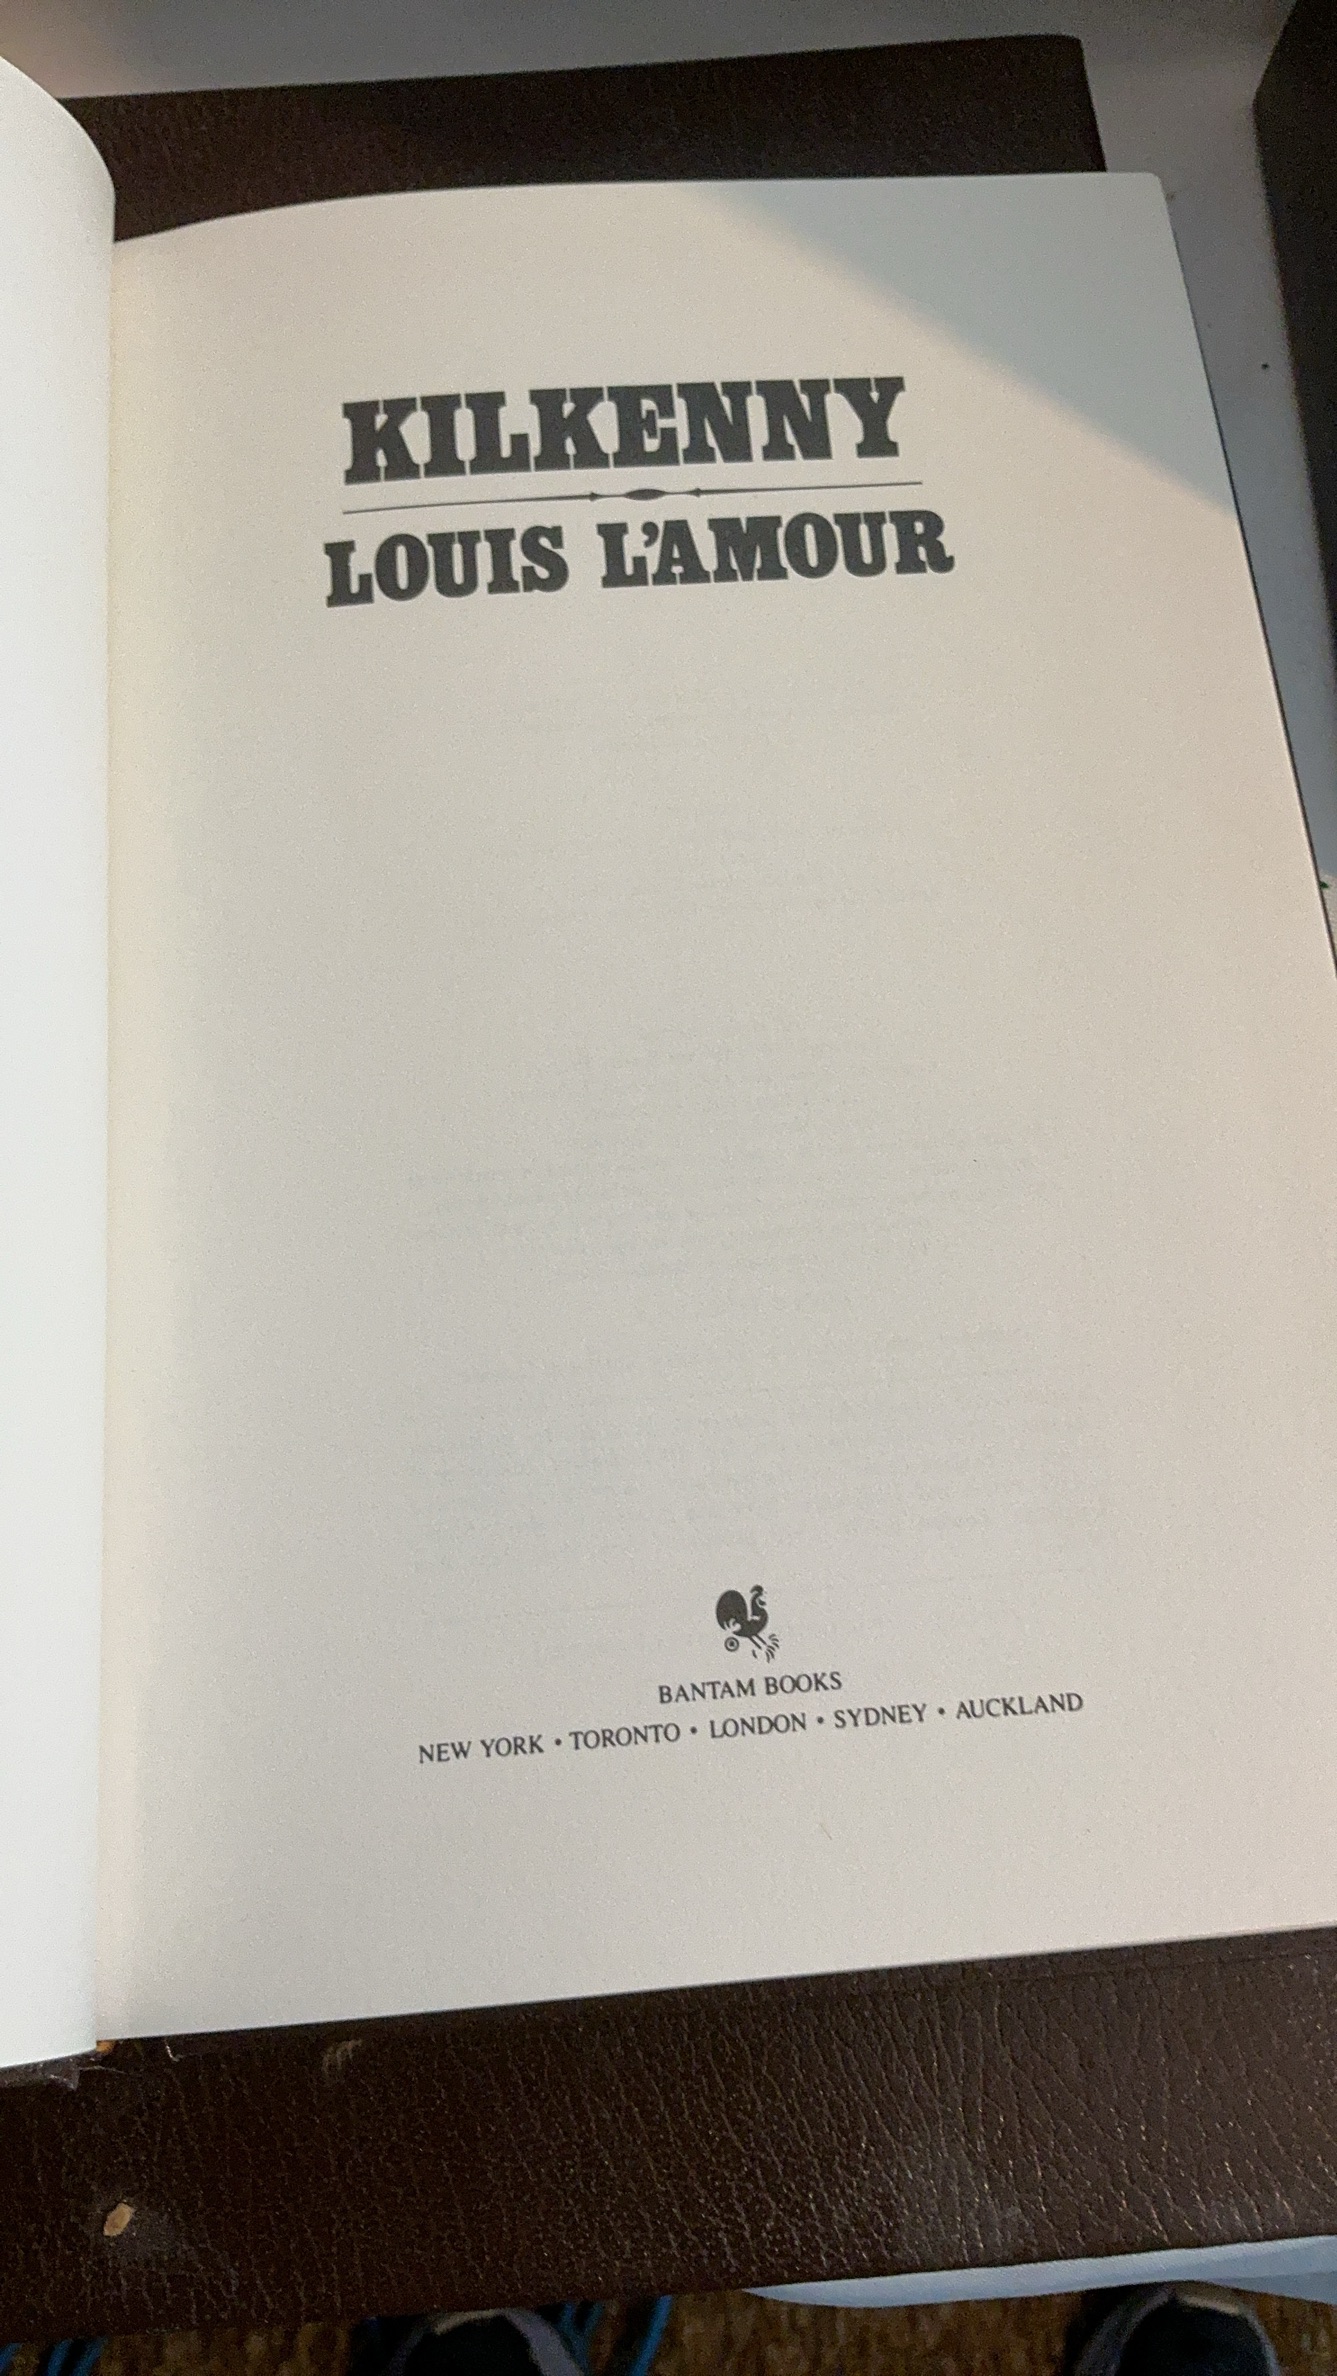 KILKENNY
LOUIS L'AMOUR
BANTAM BOOKS
NEW YORK • TORONTO • LONDON • SYDNEY • AUCKLAND